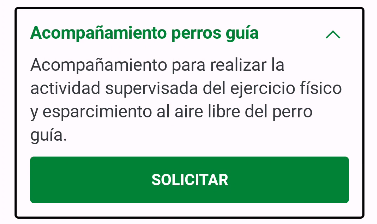 Acompañamiento perros guía
Acompañamiento para realizar la
actividad supervisada del ejercicio físico
y esparcimiento al aire libre del perro
guía.
SOLICITAR